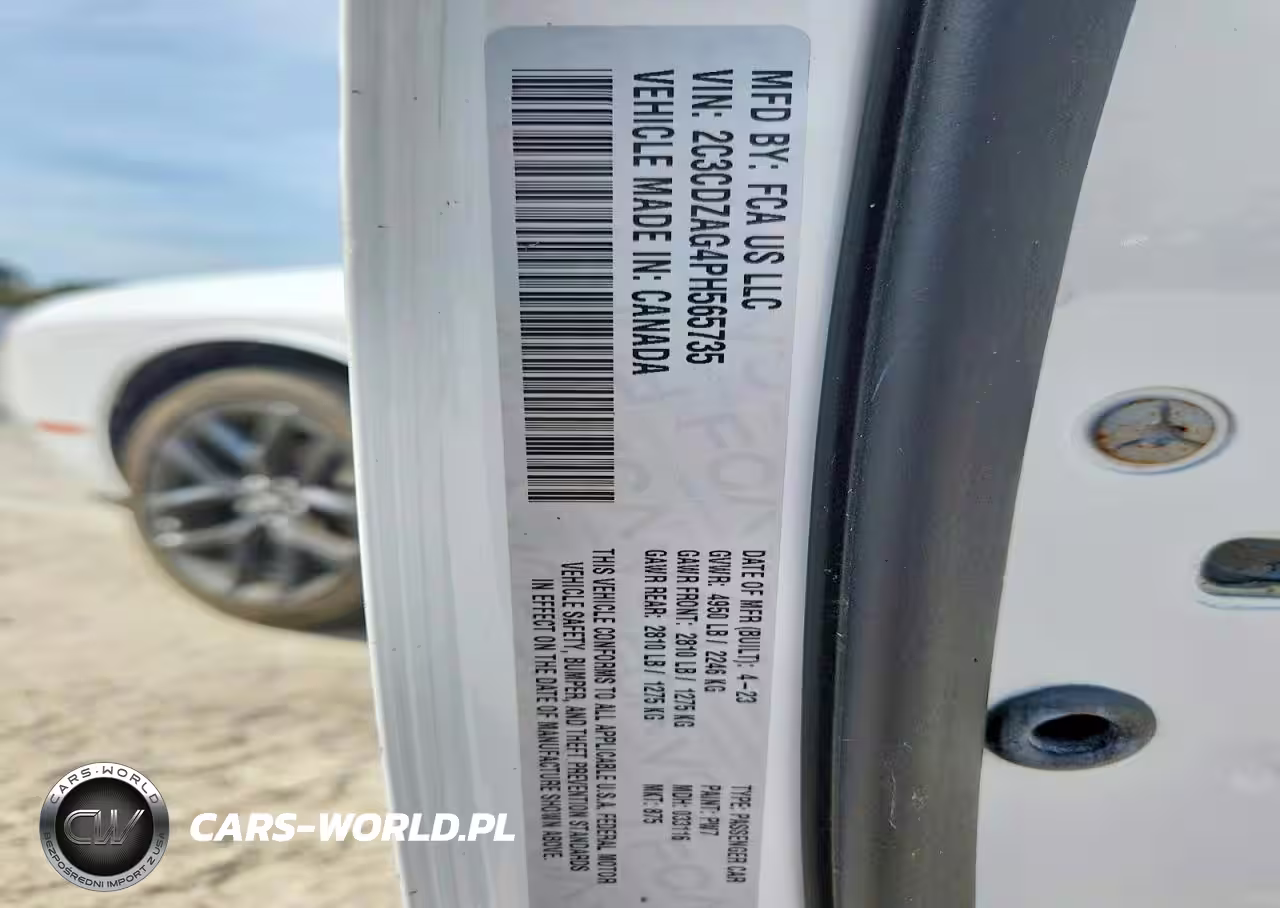 MFD BY: FCA US LLC
VIN: 2C3CDZAG4PH565735
VEHICLE MADE IN: CANADA
DATE OF MFR (BUILT): 4-23
GVWR: 4950 LB / 2246 KG
GAWR FRONT: 2810 LB / 1275 KG
GAWR REAR: 2810 LB / 1275 KG
TYPE: PASSENGER CAR
PAINT: PW7
MDH: 033116
MKT: 875
THIS VEHICLE CONFORMS TO ALL APPLICABLE U.S.A. FEDERAL MOTOR
VEHICLE SAFETY, BUMPER, AND THEFT PREVENTION STANDARDS
IN EFFECT ON THE DATE OF MANUFACTURE SHOWN ABOVE.
CARS-WORLD
CW
BEZPOŚREDNI IMPORT Z USA
CARS-WORLD.PL